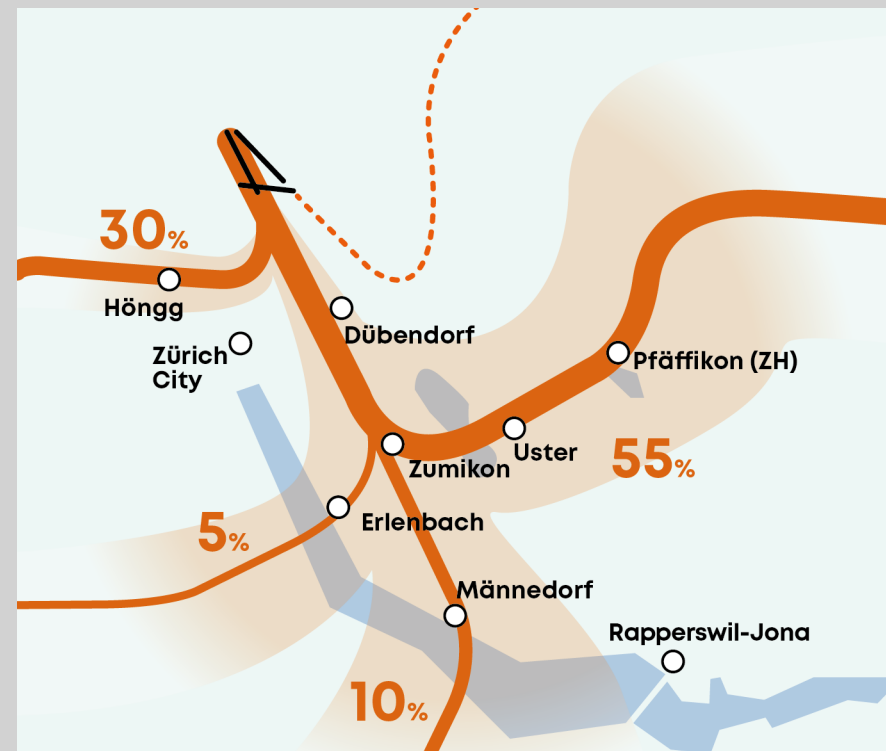 30%
Höngg
Dübendorf
Zürich
City
Pfäffikon (ZH)
Uster
Zumikon
55%
5%
Erlenbach
Männedorf
Rapperswil-Jona
10%